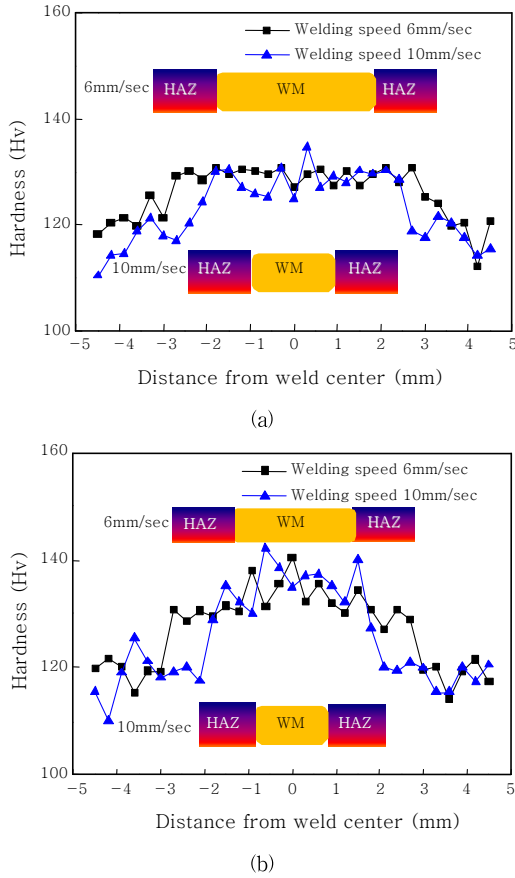 160
Welding speed 6mm/sec
Welding speed 10mm/sec
6mm/sec
HAZ WM HAZ
140
120
10mm/sec
HAZ WM HAZ
100
Hardness (Hv)
−5 −4 −3 −2 −1 0 1 2 3 4 5
Distance from weld center (mm)
(a)
160
Welding speed 6mm/sec
Welding speed 10mm/sec
6mm/sec
HAZ WM HAZ
140
120
10mm/sec
HAZ WM HAZ
100
Hardness (Hv)
−5 −4 −3 −2 −1 0 1 2 3 4 5
Distance from weld center (mm)
(b)